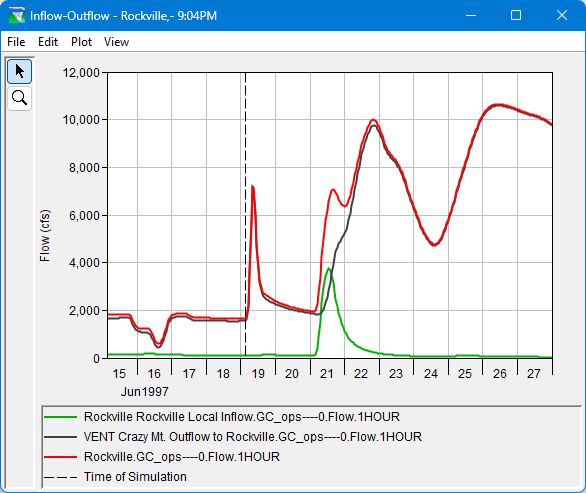 Inflow-Outflow - Rockville,- 9:04PM
File Edit Plot View
12,000
10,000
8,000
6,000
4,000
2,000
0
Flow (cfs)
15 16 17 18 19 20 21 22 23 24 25 26 27
Jun1997
Rockville Rockville Local Inflow.GC_ops----0.Flow.1HOUR
VENT Crazy Mt. Outflow to Rockville.GC_ops----0.Flow.1HOUR
Rockville.GC_ops----0.Flow.1HOUR
Time of Simulation